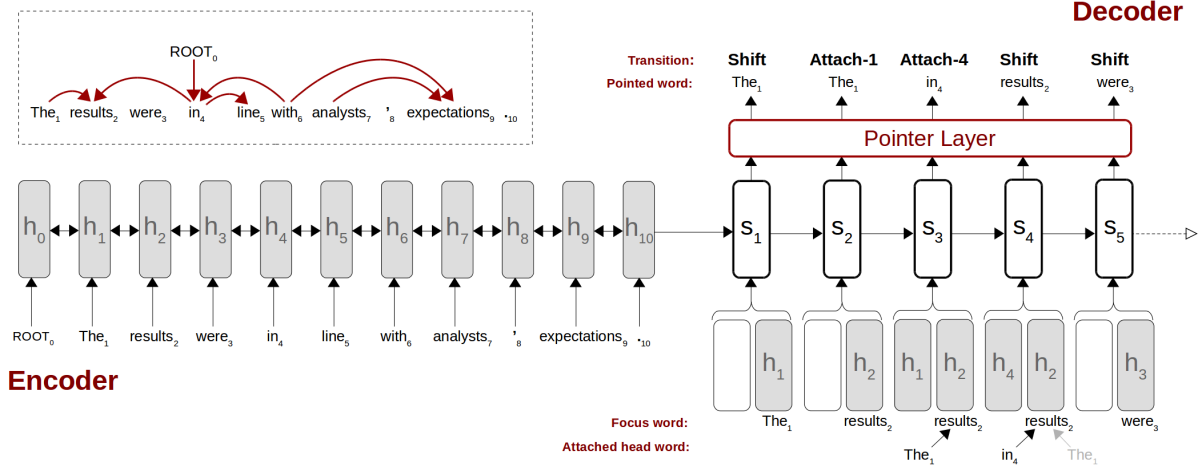 Decoder
ROOT0
The1 results2 were3 in4 line5 with6 analysts7 ’8 expectations9 .10
Transition: Shift Attach-1 Attach-4 Shift Shift
Pointed word: The1 The1 in4 results2 were3
Pointer Layer
h0 h1 h2 h3 h4 h5 h6 h7 h8 h9 h10 s1 s2 s3 s4 s5
ROOT0 The1 results2 were3 in4 line5 with6 analysts7 ’8 expectations9 .10
Encoder
h1 h2 h1 h2 h4 h2 h3
Focus word: The1 results2 results2 results2 were3
Attached head word: The1 in4 The1